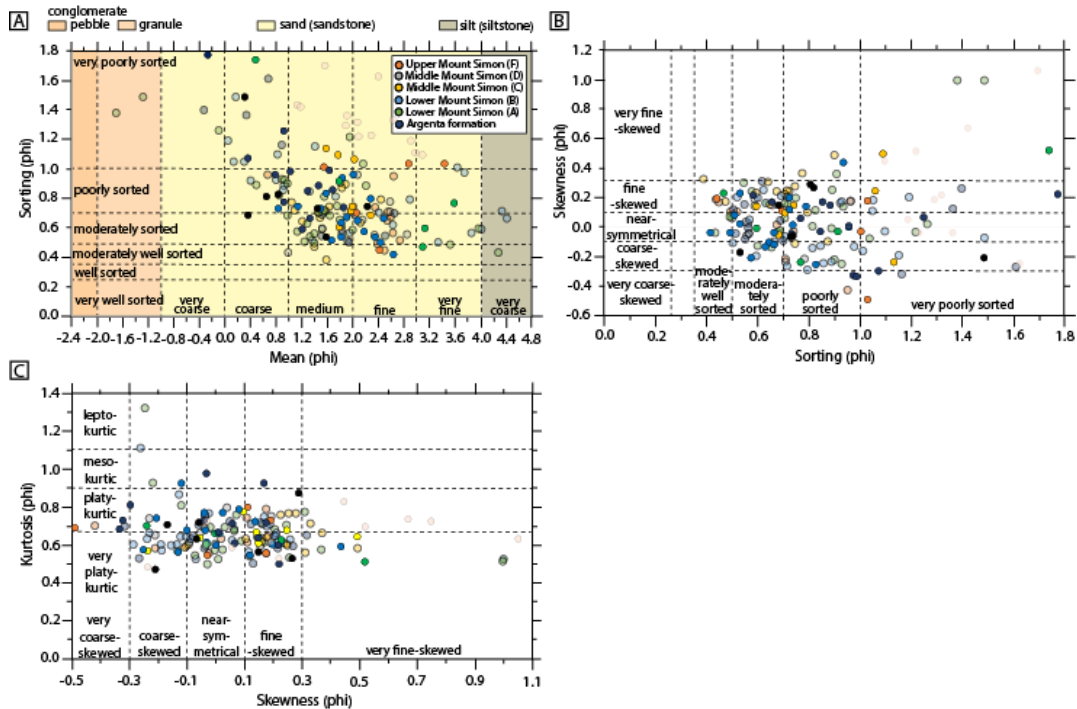 A
conglomerate
pebble
granule
sand (sandstone)
silt (siltstone)
1.8
1.6
1.4
1.2
1.0
0.8
0.6
0.4
0.2
0.0
Sorting (phi)
very poorly sorted
poorly sorted
moderately sorted
moderately well sorted
well sorted
very well sorted
Upper Mount Simon (F)
Middle Mount Simon (D)
Middle Mount Simon (C)
Lower Mount Simon (B)
Lower Mount Simon (A)
Argenta formation
very
coarse
coarse
medium
fine
very
fine
very
coarse
-2.4 -2.0 -1.6 -1.2 -0.8 -0.4 0.0 0.4 0.8 1.2 1.6 2.0 2.4 2.8 3.2 3.6 4.0 4.4 4.8
Mean (phi)
B
1.2
1.0
0.8
0.6
0.4
0.2
0.0
-0.2
-0.4
-0.6
Skewness (phi)
very fine
-skewed
fine
-skewed
near-
symmetrical
coarse-
skewed
very coarse-
skewed
mode-
rately
well
sorted
modera-
tely
sorted
poorly
sorted
very poorly sorted
0.0 0.2 0.4 0.6 0.8 1.0 1.2 1.4 1.6 1.8
Sorting (phi)
C
1.4
1.2
1.0
0.8
0.6
0.4
0.2
0.0
Kurtosis (phi)
lepto-
kurtic
meso-
kurtic
platy-
kurtic
very
platy-
kurtic
very
coarse-
skewed
coarse-
skewed
near-
sym-
metrical
fine
-skewed
very fine-skewed
-0.5 -0.3 -0.1 0.1 0.3 0.5 0.7 0.9 1.1
Skewness (phi)